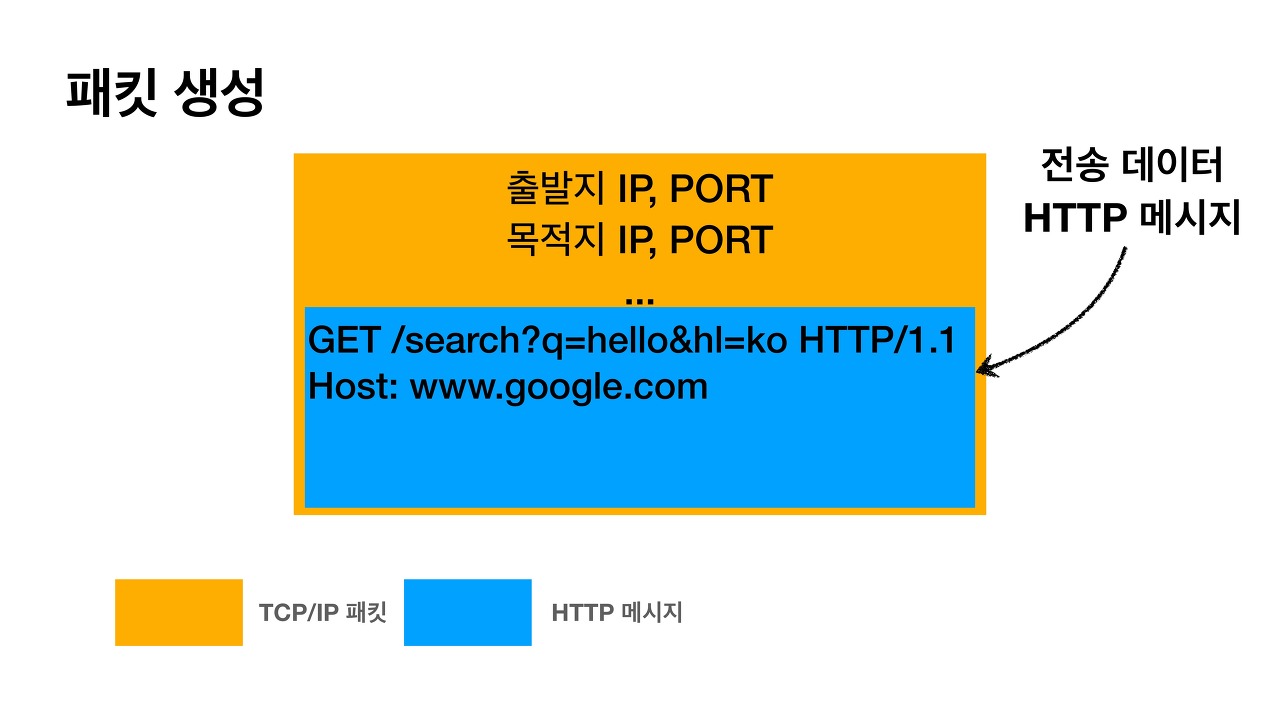 패킷 생성
전송 데이터
HTTP 메시지
출발지 IP, PORT
목적지 IP, PORT
...
GET /search?q=hello&hl=ko HTTP/1.1
Host: www.google.com
TCP/IP 패킷
HTTP 메시지